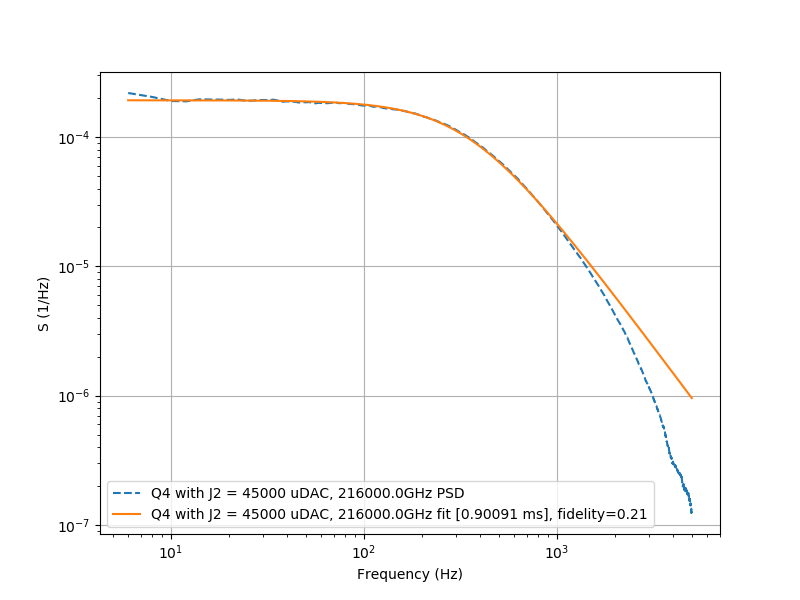 S (1/Hz)
10⁻⁴
10⁻⁵
10⁻⁶
10⁻⁷
Q4 with J2 = 45000 uDAC, 216000.0GHz PSD
Q4 with J2 = 45000 uDAC, 216000.0GHz fit [0.90091 ms], fidelity=0.21
10¹ 10² 10³
Frequency (Hz)